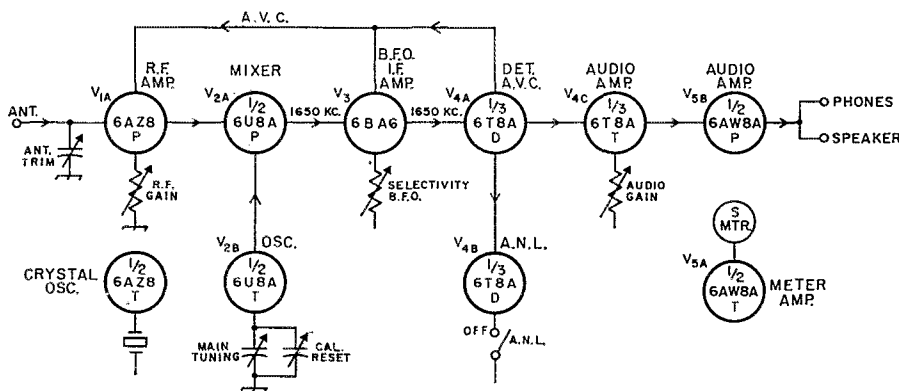 A.V.C.
R.F.
AMP.
MIXER
B.F.O.
I.F.
AMP.
DET.
A.V.C.
AUDIO
AMP.
AUDIO
AMP.
ANT.
V1A
6AZ8
P
V2A
1/2
6U8A
P
1650 KC.
V3
6BA6
1650 KC.
V4A
1/3
6T8A
D
V4C
1/3
6T8A
T
V5B
1/2
6AW8A
P
PHONES
SPEAKER
ANT.
TRIM
R.F.
GAIN
SELECTIVITY
B.F.O.
AUDIO
GAIN
CRYSTAL
OSC.
1/2
6AZ8
T
V2B
OSC.
1/2
6U8A
T
V4B
A.N.L.
1/3
6T8A
D
S
MTR.
V5A
1/2
6AW8A
T
METER
AMP.
MAIN
TUNING
CAL.
RESET
OFF
A.N.L.